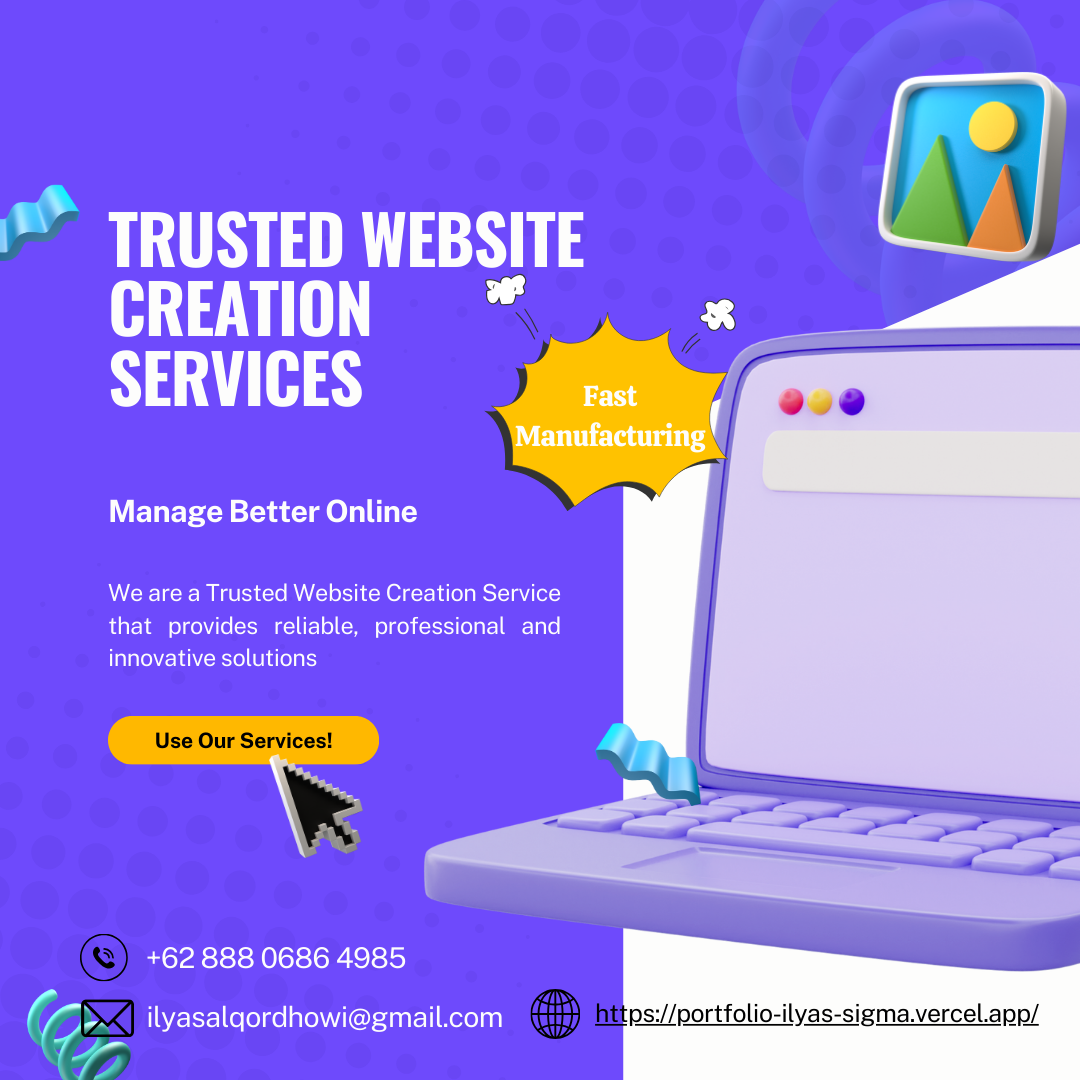 TRUSTED WEBSITE
CREATION
SERVICES
Fast
Manufacturing
Manage Better Online
We are a Trusted Website Creation Service
that provides reliable, professional and
innovative solutions
Use Our Services!
+62 888 0686 4985
ilyasalqordhowi@gmail.com
https://portfolio-ilyas-sigma.vercel.app/